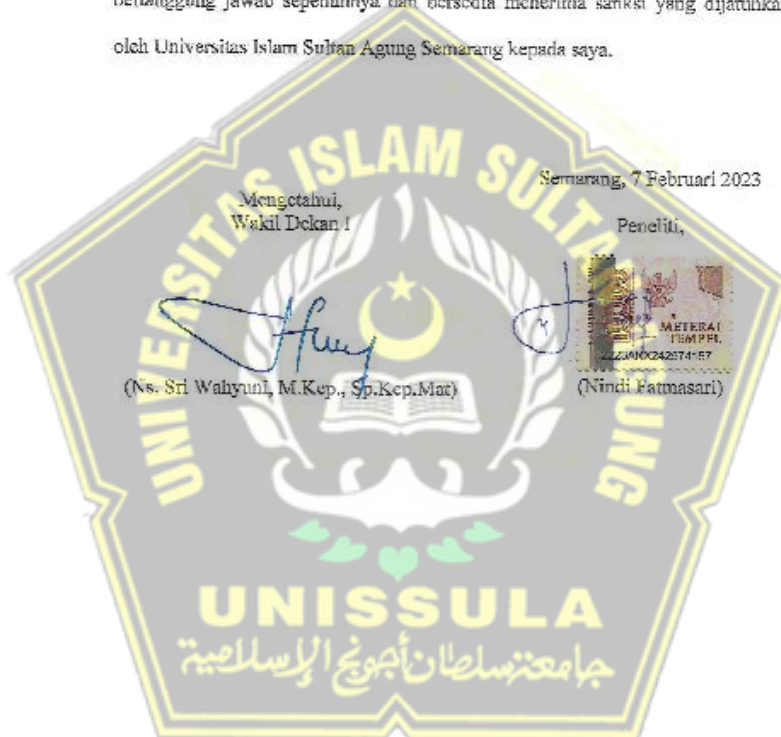 bertanggung jawab sepenuhnya dan bersedia menerima sanksi yang dijatuhka
oleh Universitas Islam Sultan Agung Semarang kepada saya.
Semarang, 7 Februari 2023
Mengetahui,
Wakil Dekan I
Peneliti,
METERAI
TEMPEL
(Ns. Sri Wahyuni, M.Kep., Sp.Kep.Mat)
(Nindi Fatmasari)
UNIVERSITAS ISLAM SULTAN AGUNG
UNISSULA
جامعة سلطان أجونج الإسلامية